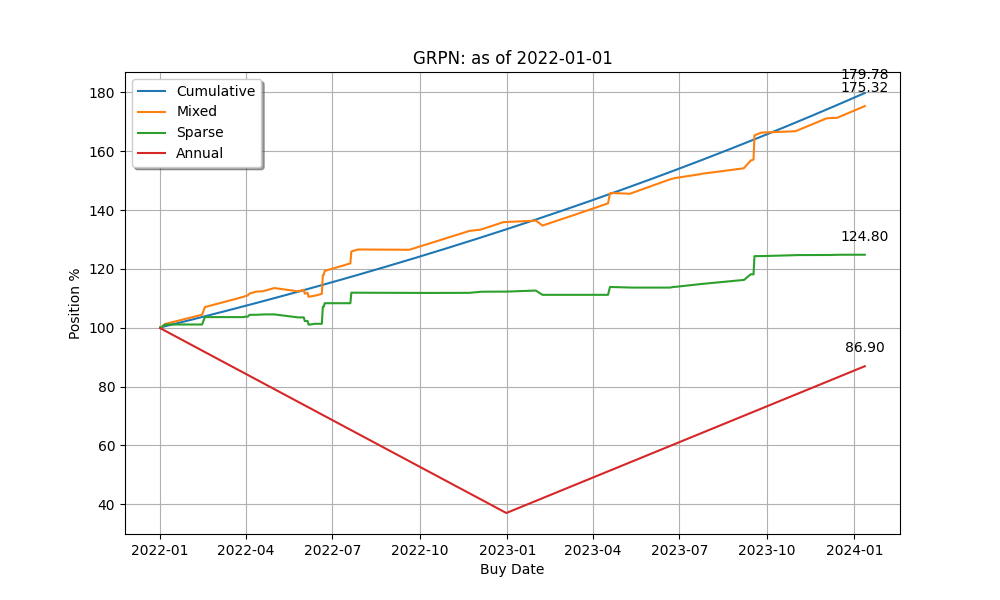 GRPN: as of 2022-01-01
179.78
175.32
124.80
86.90
Cumulative
Mixed
Sparse
Annual
Position %
180
160
140
120
100
80
60
40
2022-01 2022-04 2022-07 2022-10 2023-01 2023-04 2023-07 2023-10 2024-01
Buy Date